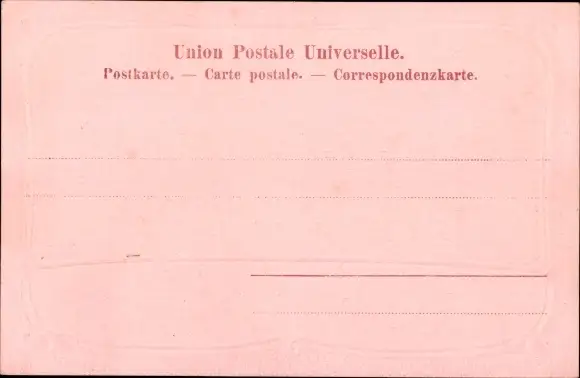 Union Postale Universelle.
Postkarte. — Carte postale. — Correspondenzkarte.